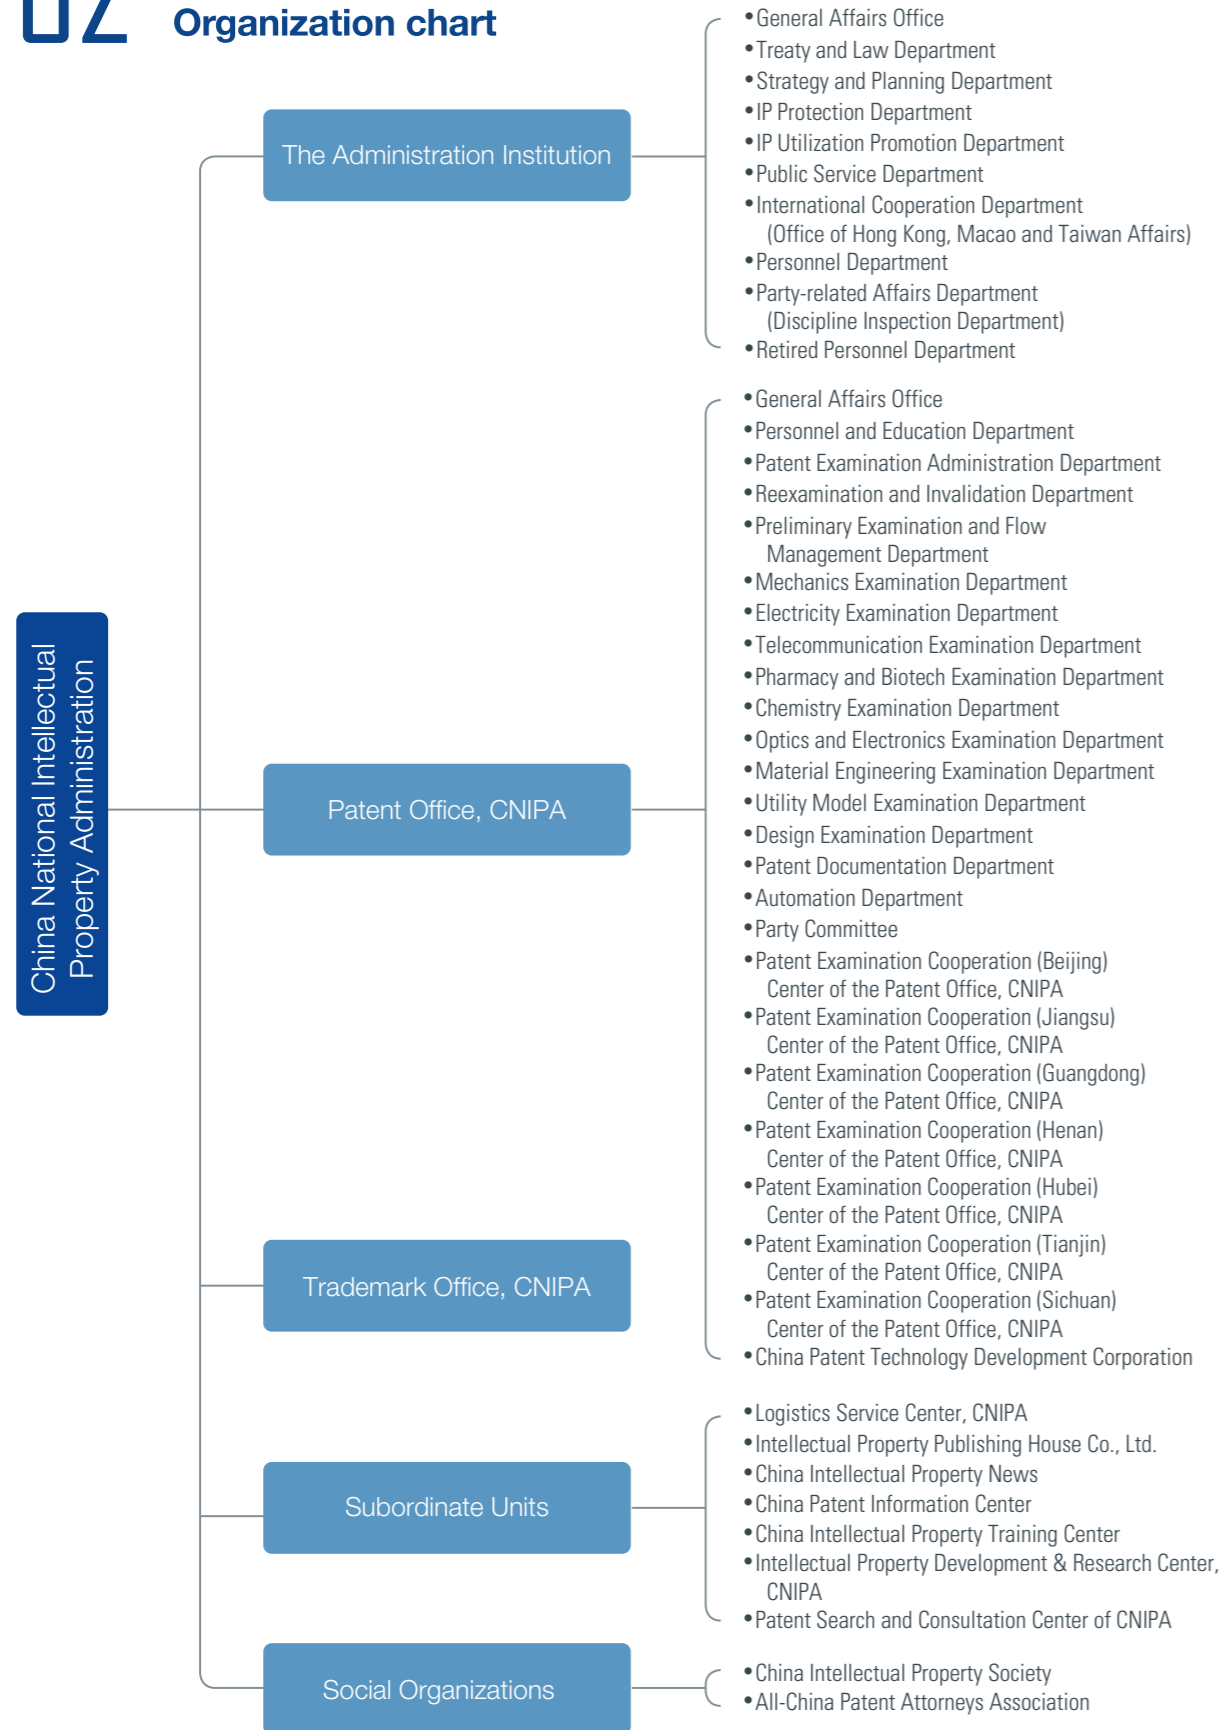 02 Organization chart
China National Intellectual
Property Administration
The Administration Institution
•General Affairs Office
•Treaty and Law Department
•Strategy and Planning Department
•IP Protection Department
•IP Utilization Promotion Department
•Public Service Department
•International Cooperation Department
(Office of Hong Kong, Macao and Taiwan Affairs)
•Personnel Department
•Party-related Affairs Department
(Discipline Inspection Department)
•Retired Personnel Department
Patent Office, CNIPA
•General Affairs Office
•Personnel and Education Department
•Patent Examination Administration Department
•Reexamination and Invalidation Department
•Preliminary Examination and Flow
Management Department
•Mechanics Examination Department
•Electricity Examination Department
•Telecommunication Examination Department
•Pharmacy and Biotech Examination Department
•Chemistry Examination Department
•Optics and Electronics Examination Department
•Material Engineering Examination Department
•Utility Model Examination Department
•Design Examination Department
•Patent Documentation Department
•Automation Department
•Party Committee
•Patent Examination Cooperation (Beijing)
Center of the Patent Office, CNIPA
•Patent Examination Cooperation (Jiangsu)
Center of the Patent Office, CNIPA
•Patent Examination Cooperation (Guangdong)
Center of the Patent Office, CNIPA
•Patent Examination Cooperation (Henan)
Center of the Patent Office, CNIPA
•Patent Examination Cooperation (Hubei)
Center of the Patent Office, CNIPA
•Patent Examination Cooperation (Tianjin)
Center of the Patent Office, CNIPA
•Patent Examination Cooperation (Sichuan)
Center of the Patent Office, CNIPA
•China Patent Technology Development Corporation
Trademark Office, CNIPA
Subordinate Units
•Logistics Service Center, CNIPA
•Intellectual Property Publishing House Co., Ltd.
•China Intellectual Property News
•China Patent Information Center
•China Intellectual Property Training Center
•Intellectual Property Development & Research Center,
CNIPA
•Patent Search and Consultation Center of CNIPA
Social Organizations
•China Intellectual Property Society
•All-China Patent Attorneys Association